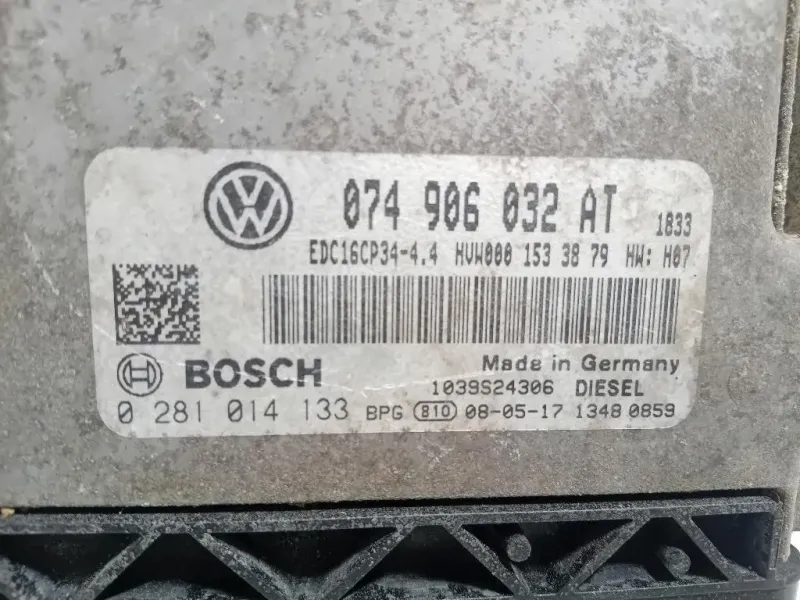 074 906 032 AT 1833
EDC16CP34-4.4 HVW000 153 38 79 HW: H07
BOSCH Made in Germany
1039S24306 DIESEL
0 281 014 133 BPG 810 08-05-17 1348 0859